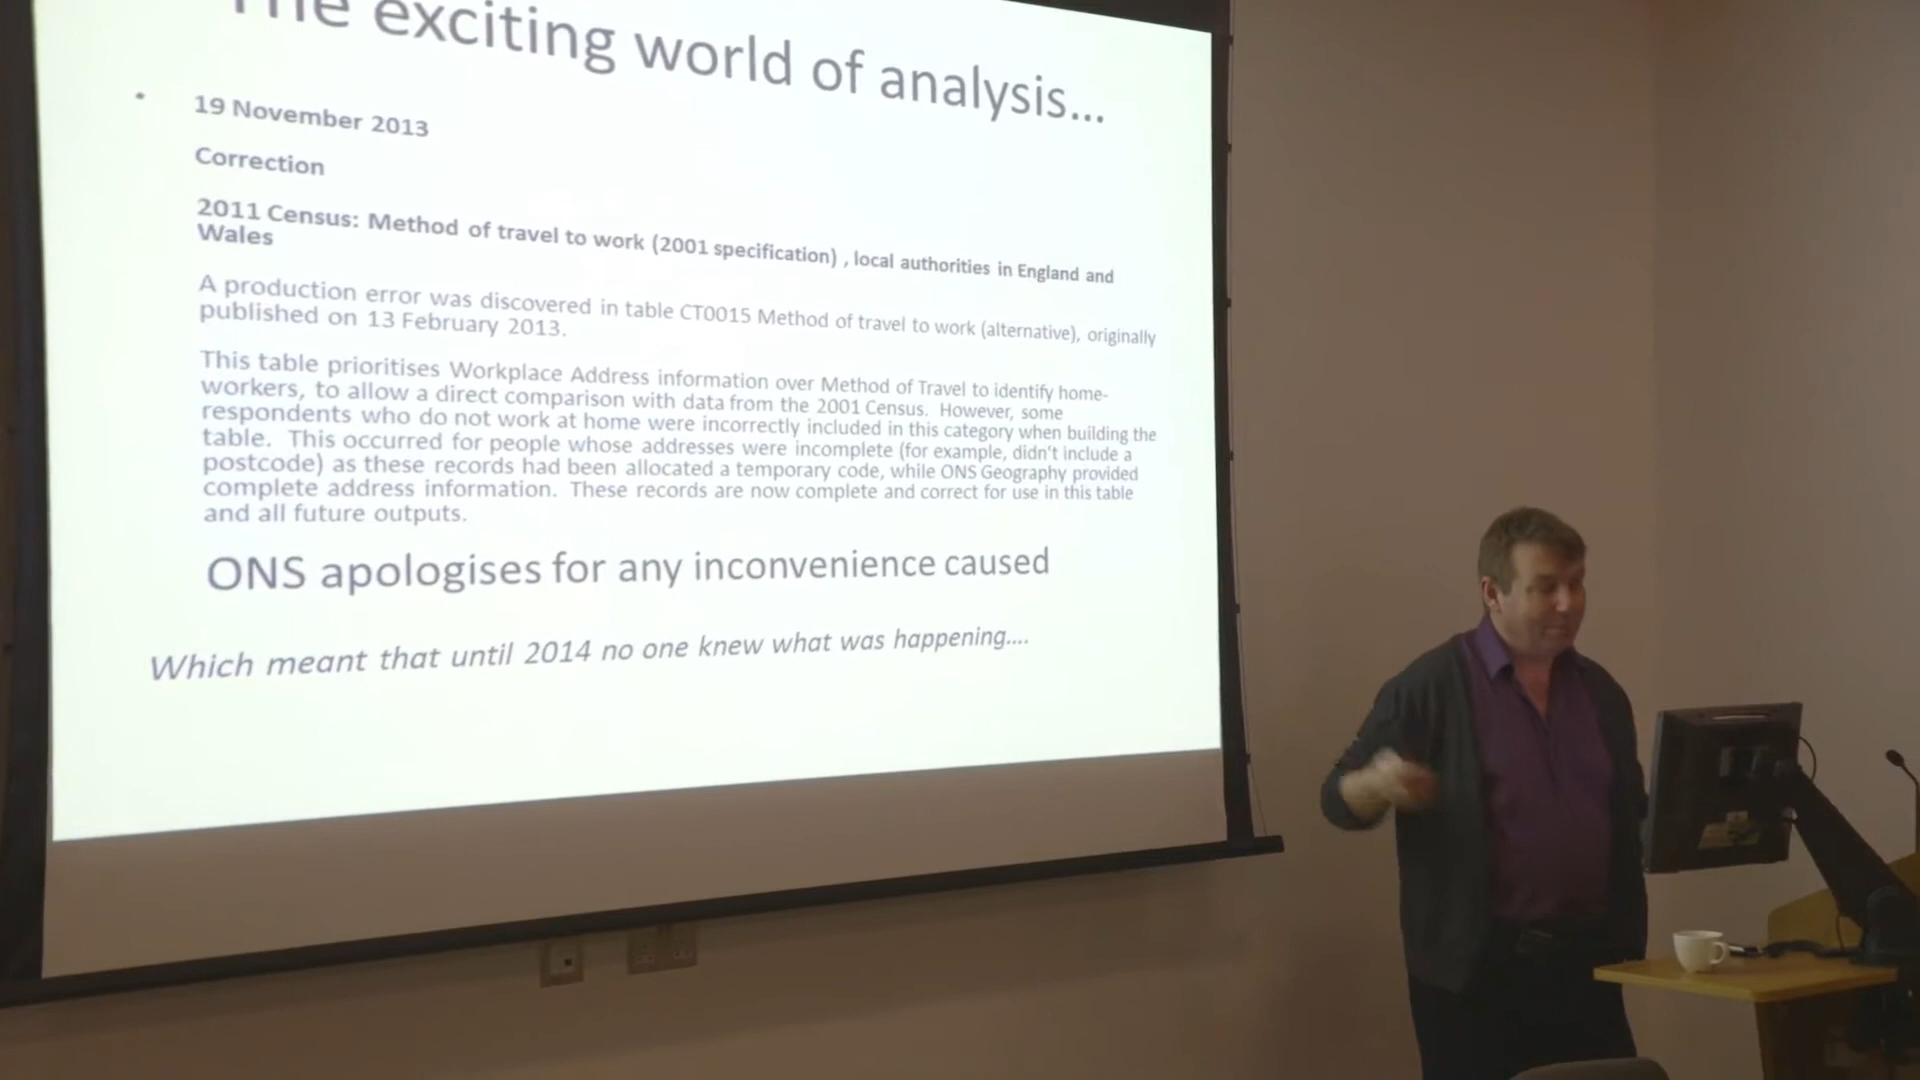 The exciting world of analysis...
• 19 November 2013
Correction
2011 Census: Method of travel to work (2001 specification) , local authorities in England and
Wales
A production error was discovered in table CT0015 Method of travel to work (alternative), originally
published on 13 February 2013.
This table prioritises Workplace Address information over Method of Travel to identify home-
workers, to allow a direct comparison with data from the 2001 Census. However, some
respondents who do not work at home were incorrectly included in this category when building the
table. This occurred for people whose addresses were incomplete (for example, didn't include a
postcode) as these records had been allocated a temporary code, while ONS Geography provided
complete address information. These records are now complete and correct for use in this table
and all future outputs.
ONS apologises for any inconvenience caused
Which meant that until 2014 no one knew what was happening....